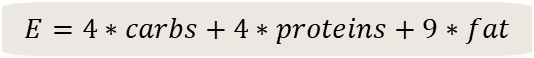 E = 4 * carbs + 4 * proteins + 9 * fat